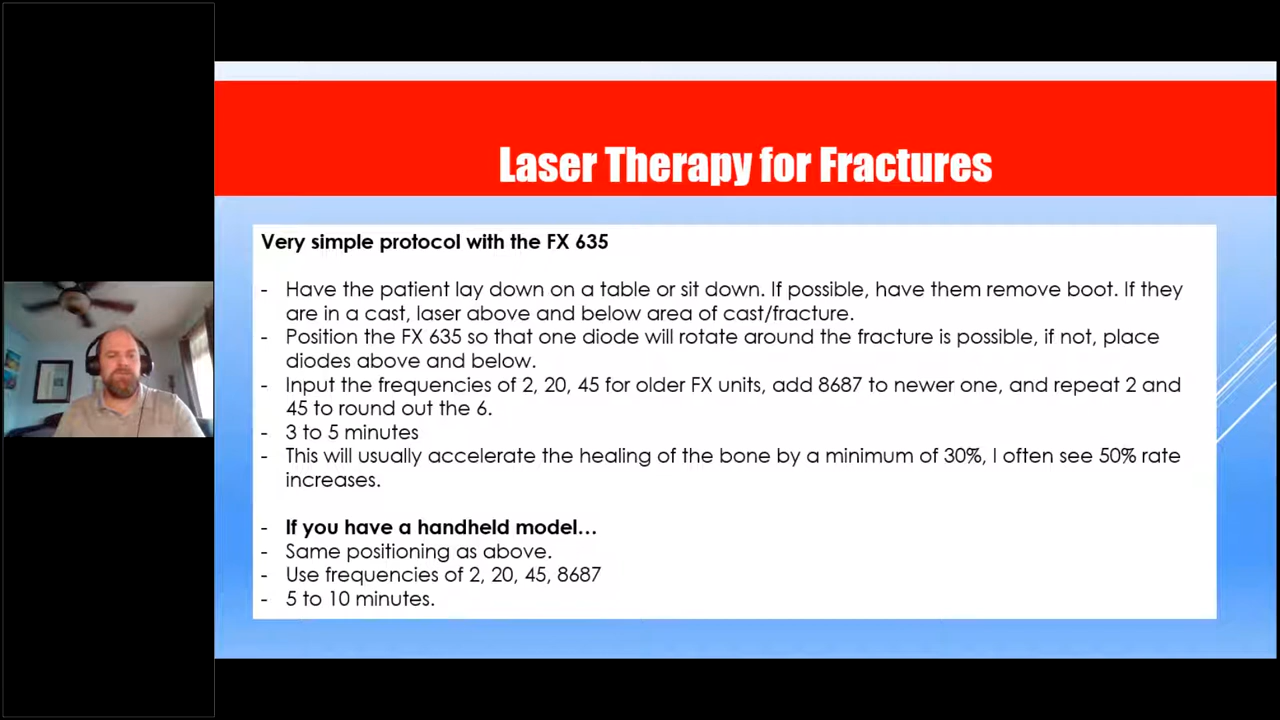 Laser Therapy for Fractures
Very simple protocol with the FX 635
- Have the patient lay down on a table or sit down. If possible, have them remove boot. If they
are in a cast, laser above and below area of cast/fracture.
- Position the FX 635 so that one diode will rotate around the fracture is possible, if not, place
diodes above and below.
- Input the frequencies of 2, 20, 45 for older FX units, add 8687 to newer one, and repeat 2 and
45 to round out the 6.
- 3 to 5 minutes
- This will usually accelerate the healing of the bone by a minimum of 30%, I often see 50% rate
increases.
- If you have a handheld model...
- Same positioning as above.
- Use frequencies of 2, 20, 45, 8687
- 5 to 10 minutes.